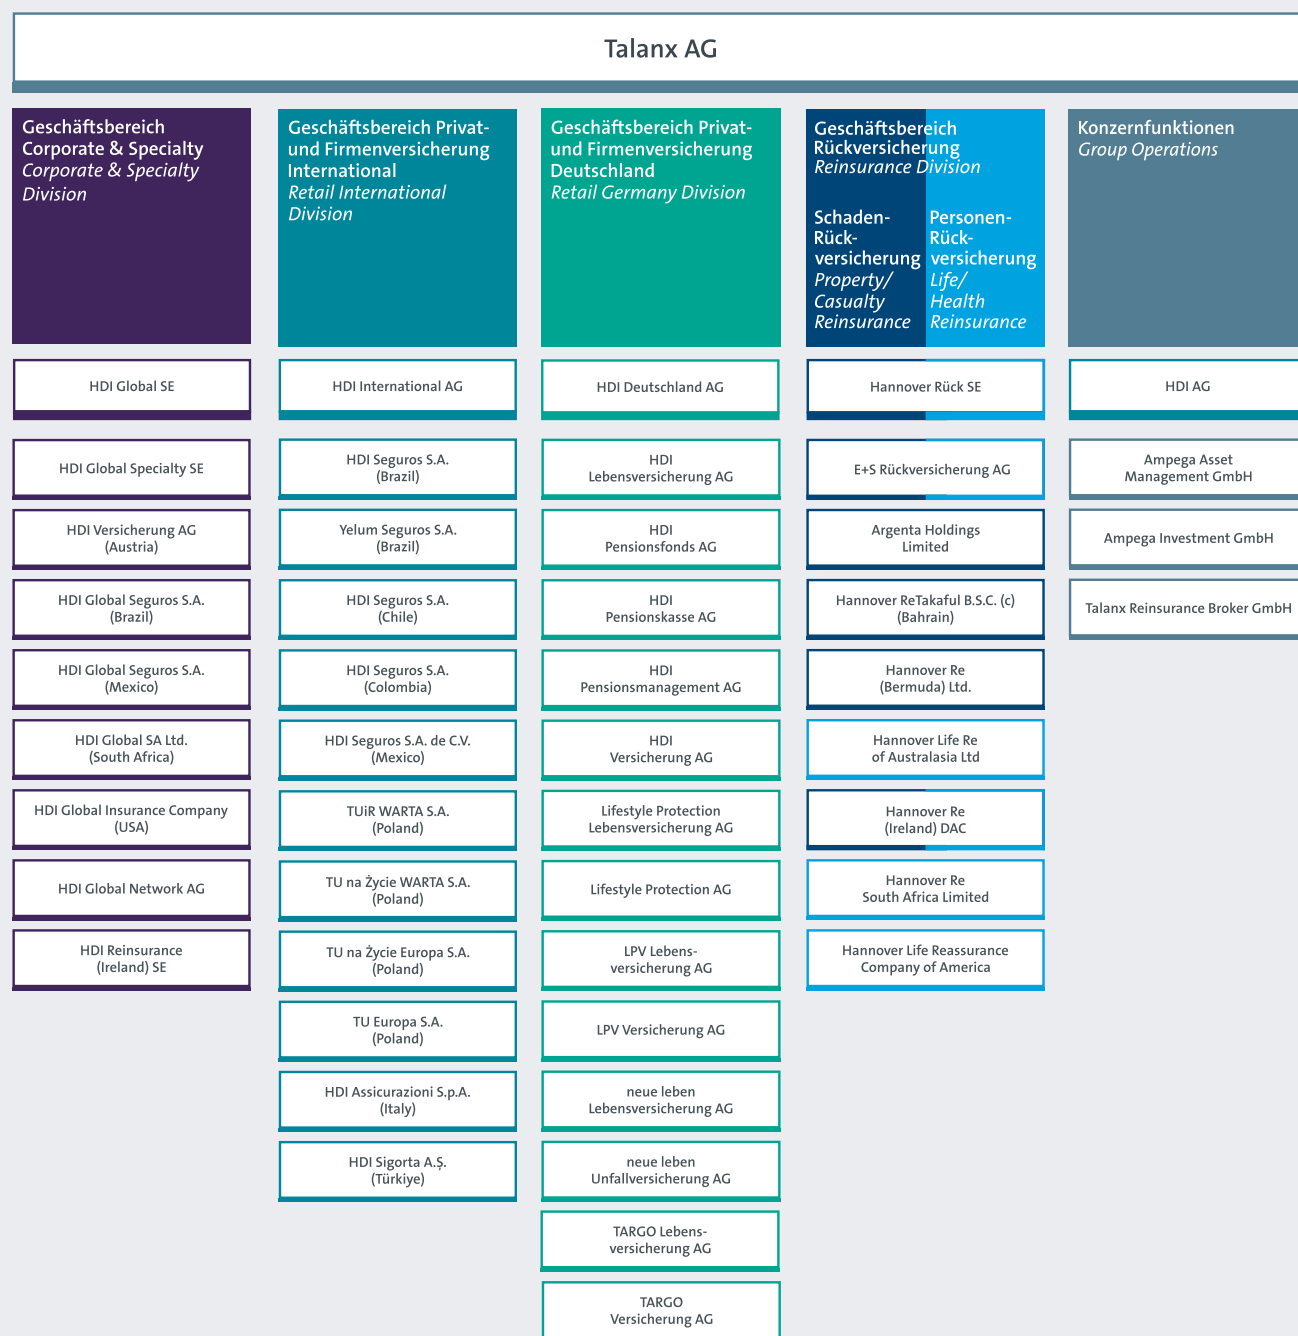 Talanx AG
Geschäftsbereich
Corporate & Specialty
Corporate & Specialty
Division
HDI Global SE
HDI Global Specialty SE
HDI Versicherung AG
(Austria)
HDI Global Seguros S.A.
(Brazil)
HDI Global Seguros S.A.
(Mexico)
HDI Global SA Ltd.
(South Africa)
HDI Global Insurance Company
(USA)
HDI Global Network AG
HDI Reinsurance
(Ireland) SE
Geschäftsbereich Privat-
und Firmenversicherung
International
Retail International
Division
HDI International AG
HDI Seguros S.A.
(Brazil)
Yelum Seguros S.A.
(Brazil)
HDI Seguros S.A.
(Chile)
HDI Seguros S.A.
(Colombia)
HDI Seguros S.A. de C.V.
(Mexico)
TUiR WARTA S.A.
(Poland)
TU na Życie WARTA S.A.
(Poland)
TU na Życie Europa S.A.
(Poland)
TU Europa S.A.
(Poland)
HDI Assicurazioni S.p.A.
(Italy)
HDI Sigorta A.Ş.
(Türkiye)
Geschäftsbereich Privat-
und Firmenversicherung
Deutschland
Retail Germany Division
HDI Deutschland AG
HDI
Lebensversicherung AG
HDI
Pensionsfonds AG
HDI
Pensionskasse AG
HDI
Pensionsmanagement AG
HDI
Versicherung AG
Lifestyle Protection
Lebensversicherung AG
Lifestyle Protection AG
LPV Lebens-
versicherung AG
LPV Versicherung AG
neue leben
Lebensversicherung AG
neue leben
Unfallversicherung AG
TARGO Lebens-
versicherung AG
TARGO
Versicherung AG
Geschäftsbereich
Rückversicherung
Reinsurance Division
Schaden-
Rück-
versicherung
Property/
Casualty
Reinsurance
Personen-
Rück-
versicherung
Life/
Health
Reinsurance
Hannover Rück SE
E+S Rückversicherung AG
Argenta Holdings
Limited
Hannover ReTakaful B.S.C. (c)
(Bahrain)
Hannover Re
(Bermuda) Ltd.
Hannover Life Re
of Australasia Ltd
Hannover Re
(Ireland) DAC
Hannover Re
South Africa Limited
Hannover Life Reassurance
Company of America
Konzernfunktionen
Group Operations
HDI AG
Ampega Asset
Management GmbH
Ampega Investment GmbH
Talanx Reinsurance Broker GmbH